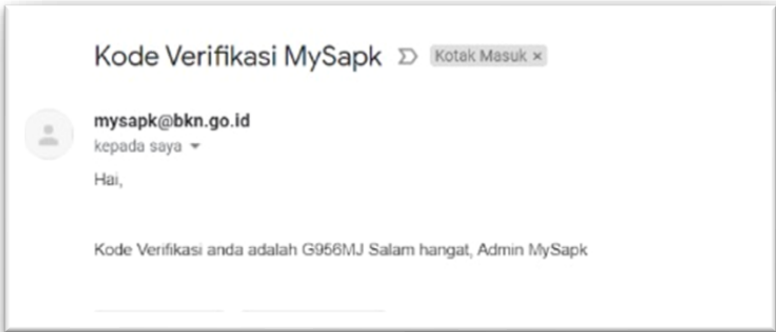 Kode Verifikasi MySapk Kotak Masuk ×
mysapk@bkn.go.id
kepada saya
Hai,
Kode Verifikasi anda adalah G956MJ Salam hangat, Admin MySapk